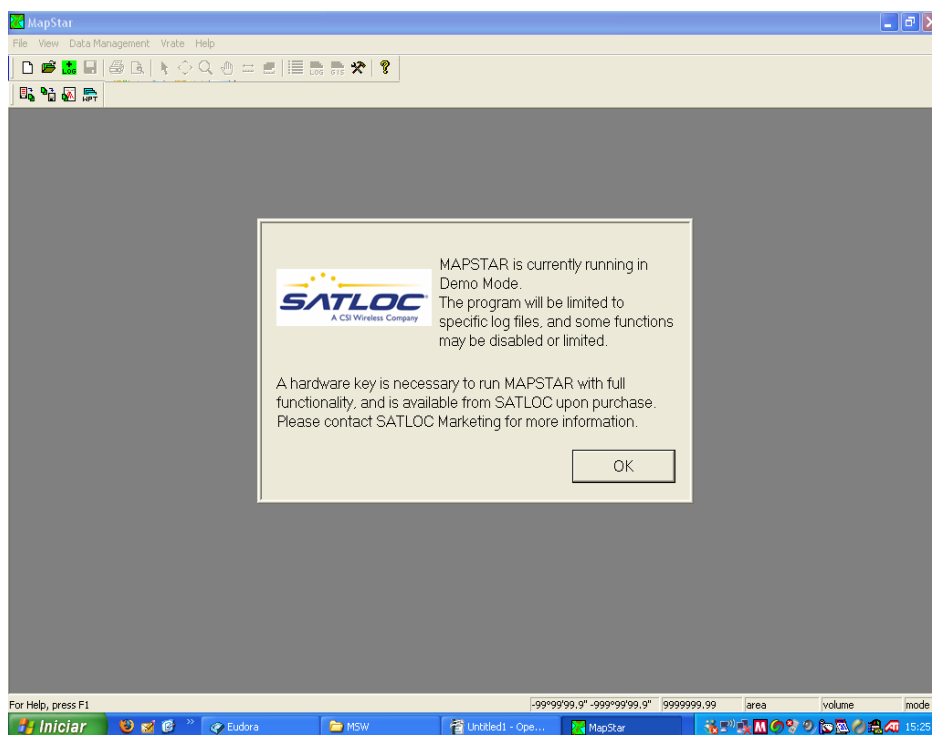 MapStar
File View Data Management Vrate Help
LOG
LOG GIS
WPT
MAPSTAR is currently running in
Demo Mode.
The program will be limited to
specific log files, and some functions
may be disabled or limited.
SATLOC
A CSI Wireless Company
A hardware key is necessary to run MAPSTAR with full
functionality, and is available from SATLOC upon purchase.
Please contact SATLOC Marketing for more information.
OK
For Help, press F1
-99°99'99.9" -999°99'99.9" 9999999.99 area volume mode
Iniciar Eudora MSW Untitled1 - Ope... MapStar 15:25